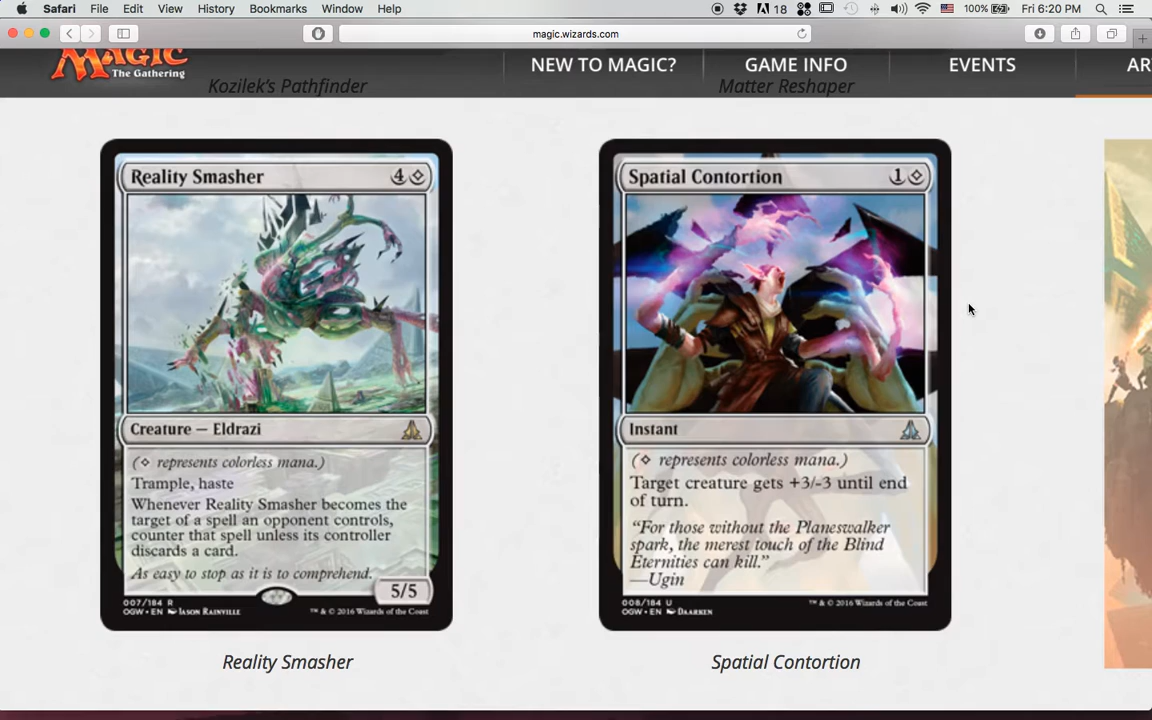 Safari File Edit View History Bookmarks Window Help 18 100% Fri 6:20 PM
magic.wizards.com
MAGIC
The Gathering
NEW TO MAGIC? GAME INFO EVENTS AR
Kozilek's Pathfinder Matter Reshaper
Reality Smasher 4
Creature — Eldrazi
( represents colorless mana.)
Trample, haste
Whenever Reality Smasher becomes the
target of a spell an opponent controls,
counter that spell unless its controller
discards a card.
As easy to stop as it is to comprehend.
5/5
007/184 R
OGW • EN Jason Rainville ™ & © 2016 Wizards of the Coast
Reality Smasher
Spatial Contortion 1
Instant
( represents colorless mana.)
Target creature gets +3/-3 until end
of turn.
“For those without the Planeswalker
spark, the merest touch of the Blind
Eternities can kill.”
—Ugin
008/184 U
OGW • EN Daarken ™ & © 2016 Wizards of the Coast
Spatial Contortion